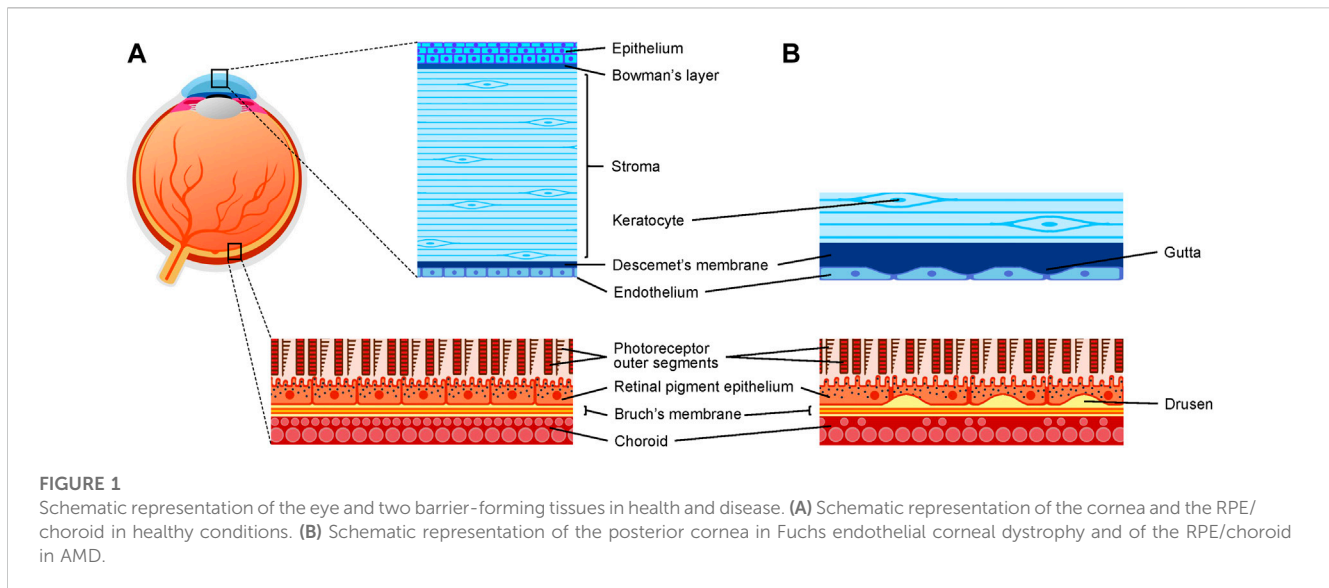 A
B
Epithelium
Bowman's layer
Stroma
Keratocyte
Descemet's membrane
Gutta
Endothelium
Photoreceptor
outer segments
Retinal pigment epithelium
Drusen
Bruch's membrane
Choroid
FIGURE 1
Schematic representation of the eye and two barrier-forming tissues in health and disease. (A) Schematic representation of the cornea and the RPE/
choroid in healthy conditions. (B) Schematic representation of the posterior cornea in Fuchs endothelial corneal dystrophy and of the RPE/choroid
in AMD.